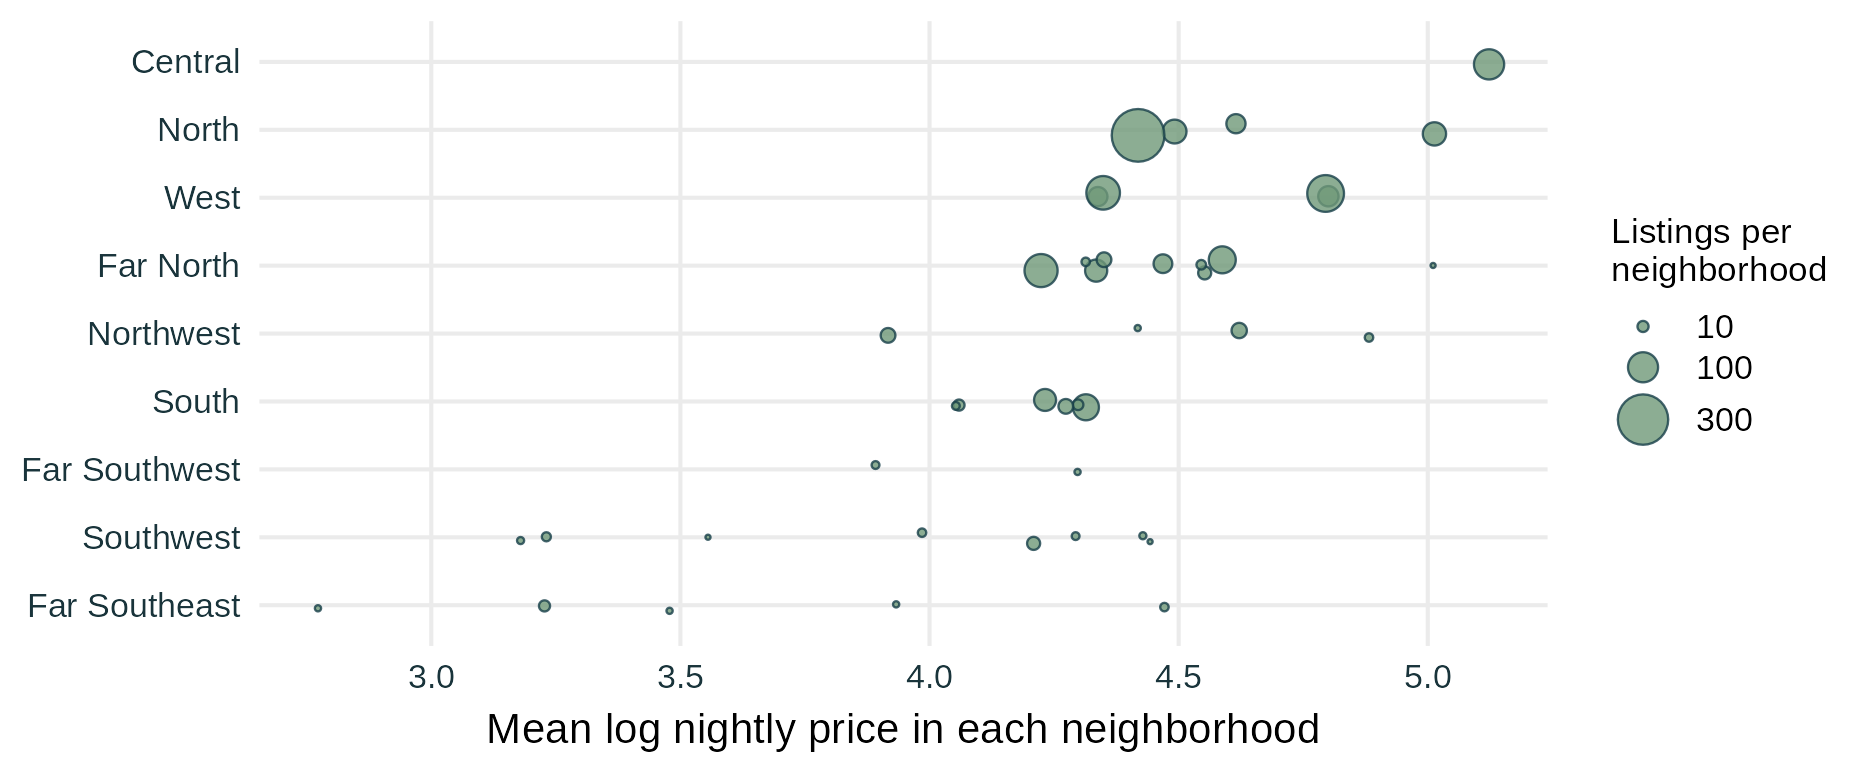 Central
North
West
Far North
Northwest
South
Far Southwest
Southwest
Far Southeast
3.0
3.5
4.0
4.5
5.0
Mean log nightly price in each neighborhood
Listings per
neighborhood
10
100
300